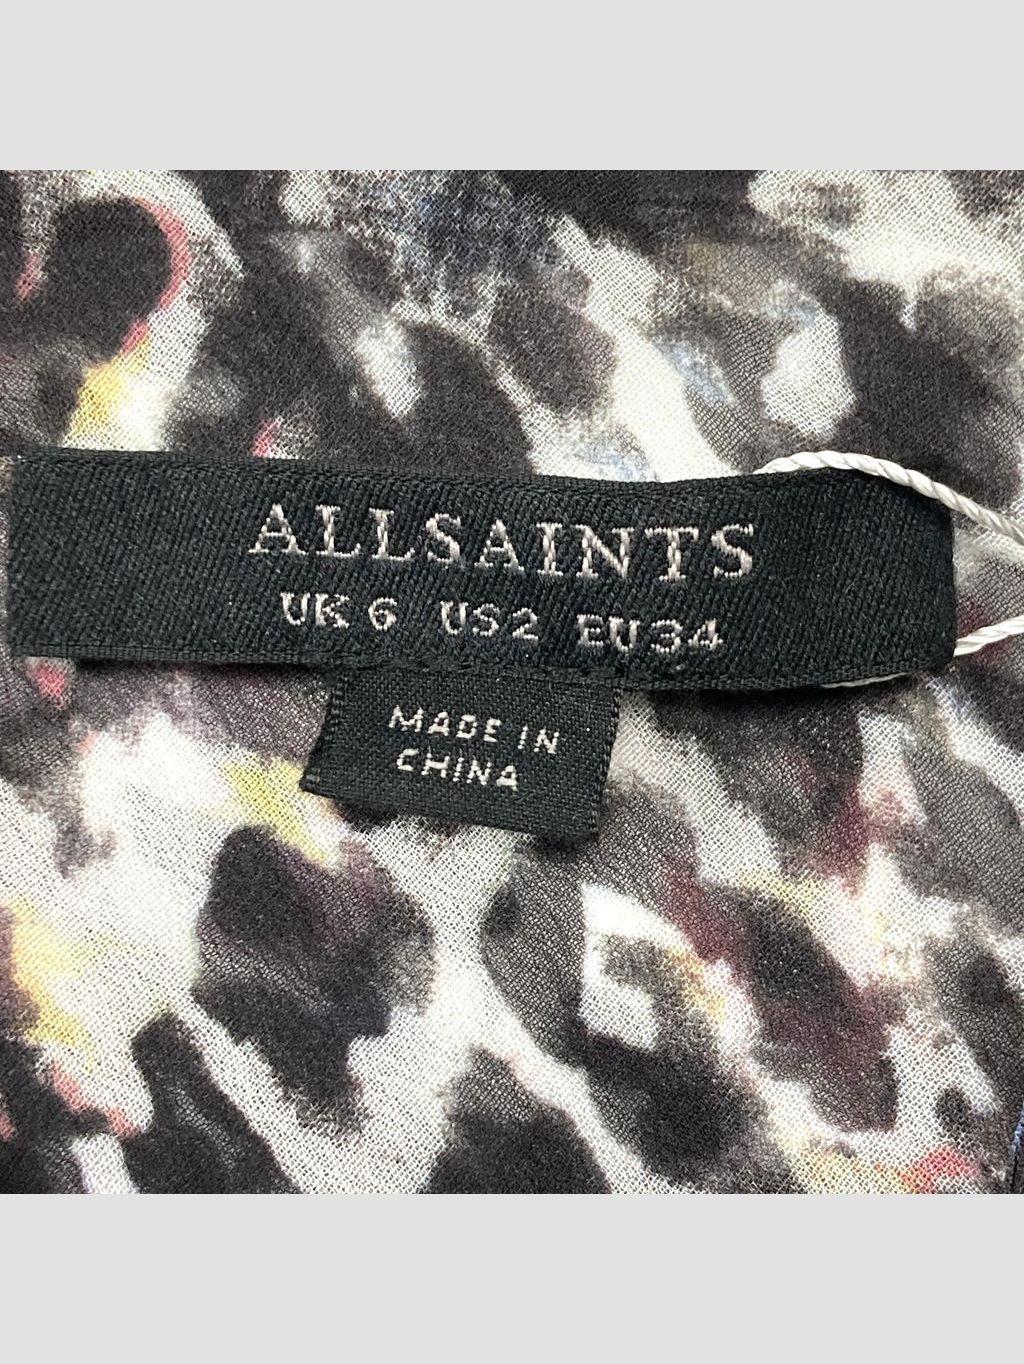 ALLSAINTS
UK 6 US2 EU34
MADE IN
CHINA